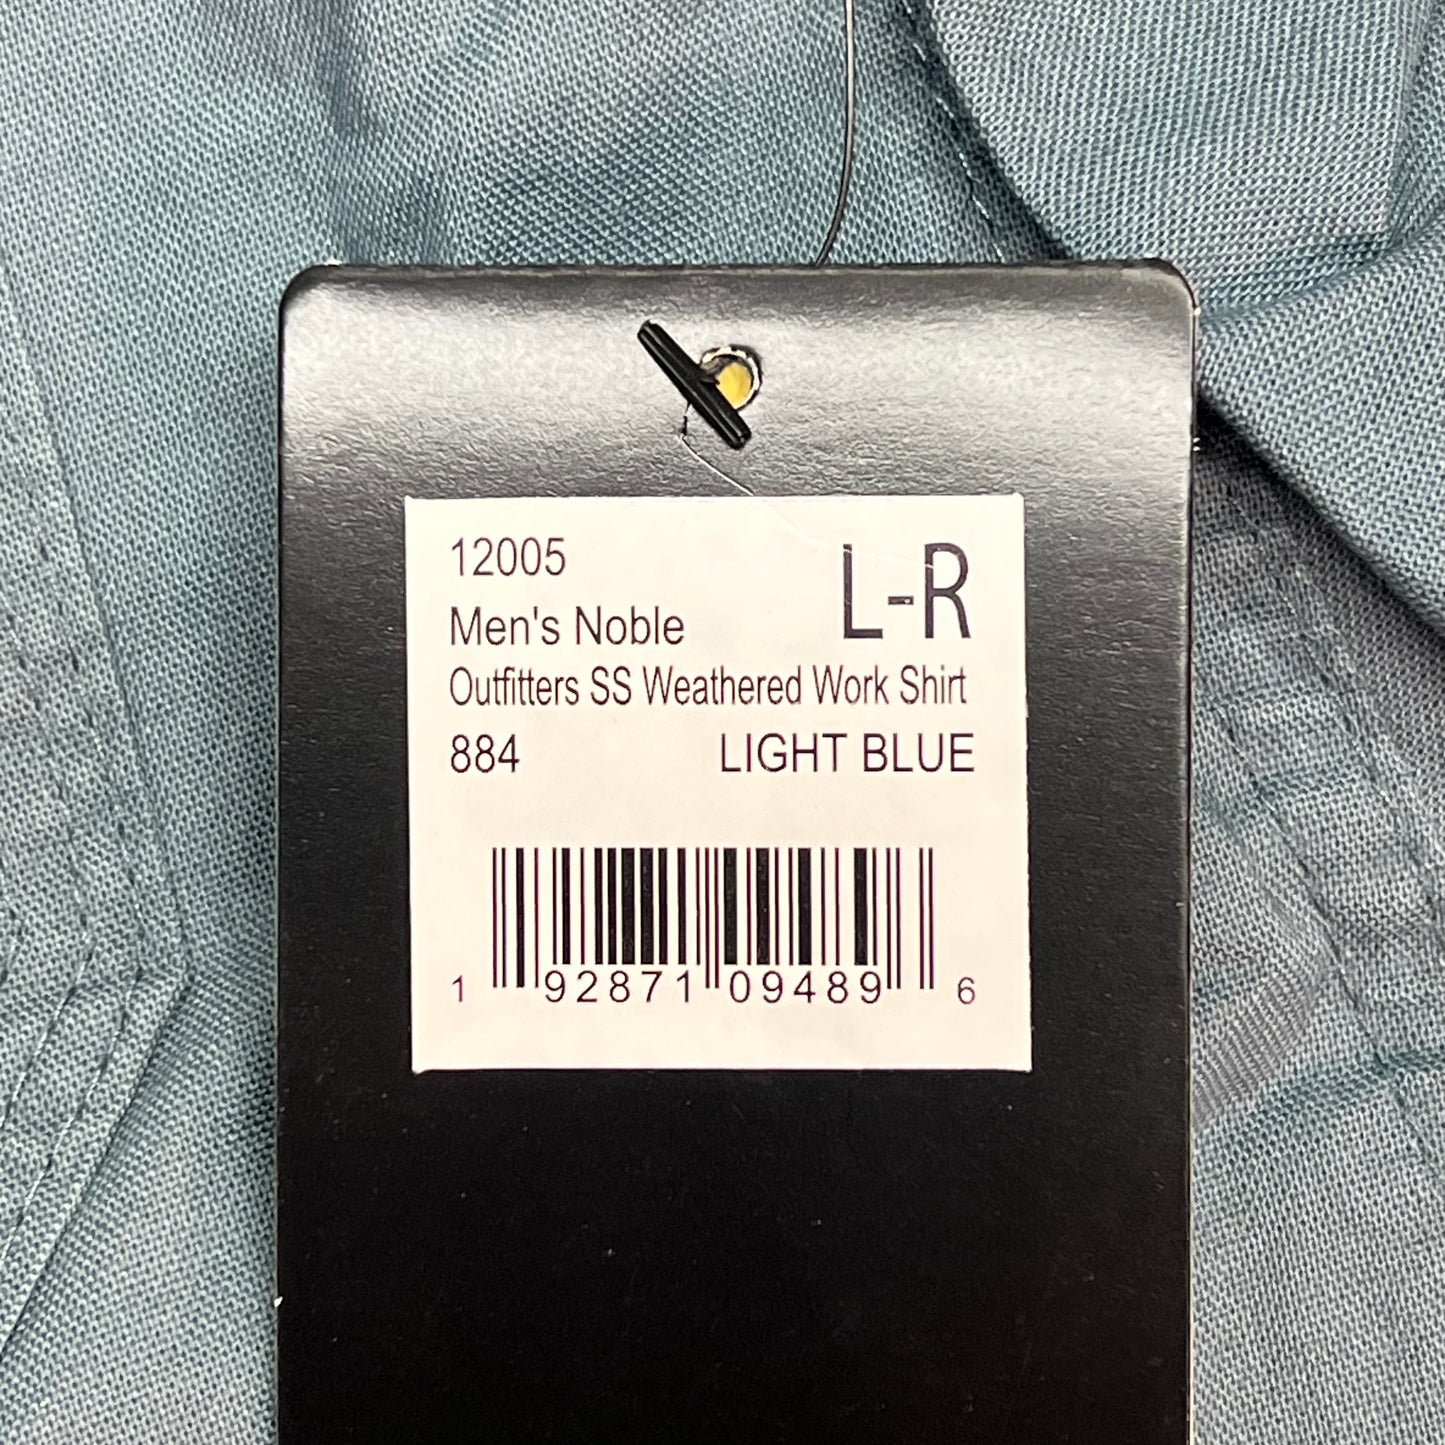 12005
L-R
Men's Noble
Outfitters SS Weathered Work Shirt
884 LIGHT BLUE
1 92871 09489 6